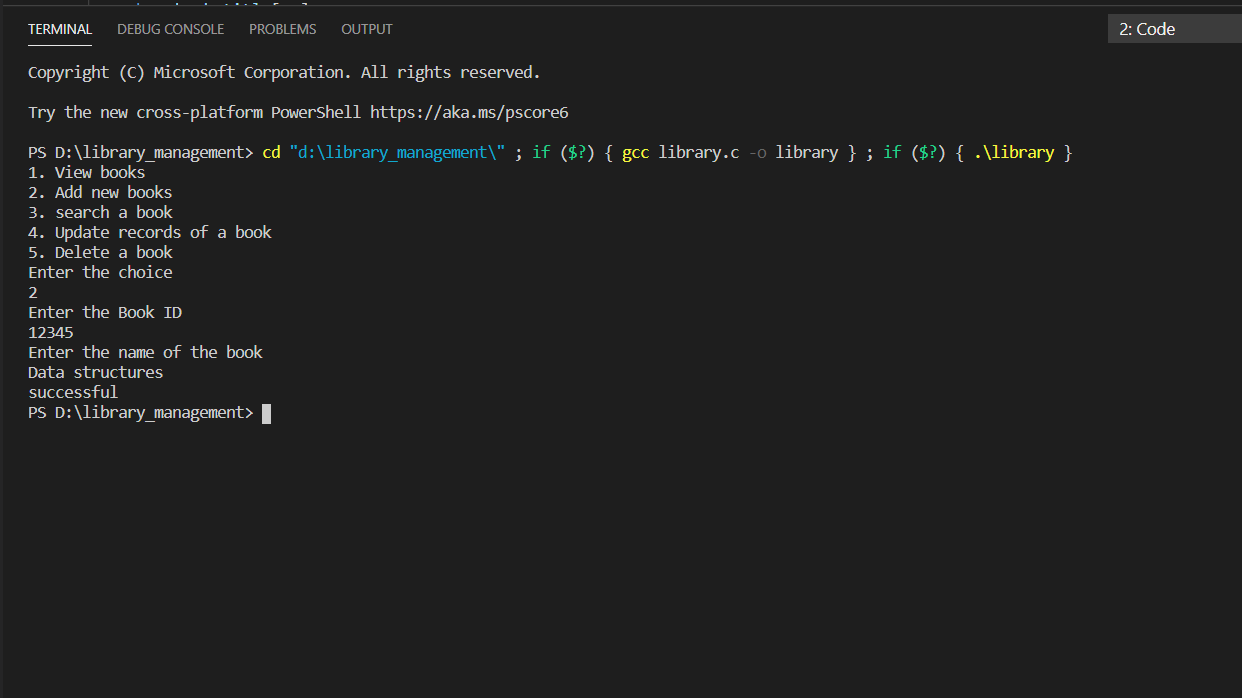 TERMINAL DEBUG CONSOLE PROBLEMS OUTPUT 2: Code
Copyright (C) Microsoft Corporation. All rights reserved.
Try the new cross-platform PowerShell https://aka.ms/pscore6
PS D:\library_management> cd "d:\library_management\" ; if ($?) { gcc library.c -o library } ; if ($?) { .\library }
1. View books
2. Add new books
3. search a book
4. Update records of a book
5. Delete a book
Enter the choice
2
Enter the Book ID
12345
Enter the name of the book
Data structures
successful
PS D:\library_management>